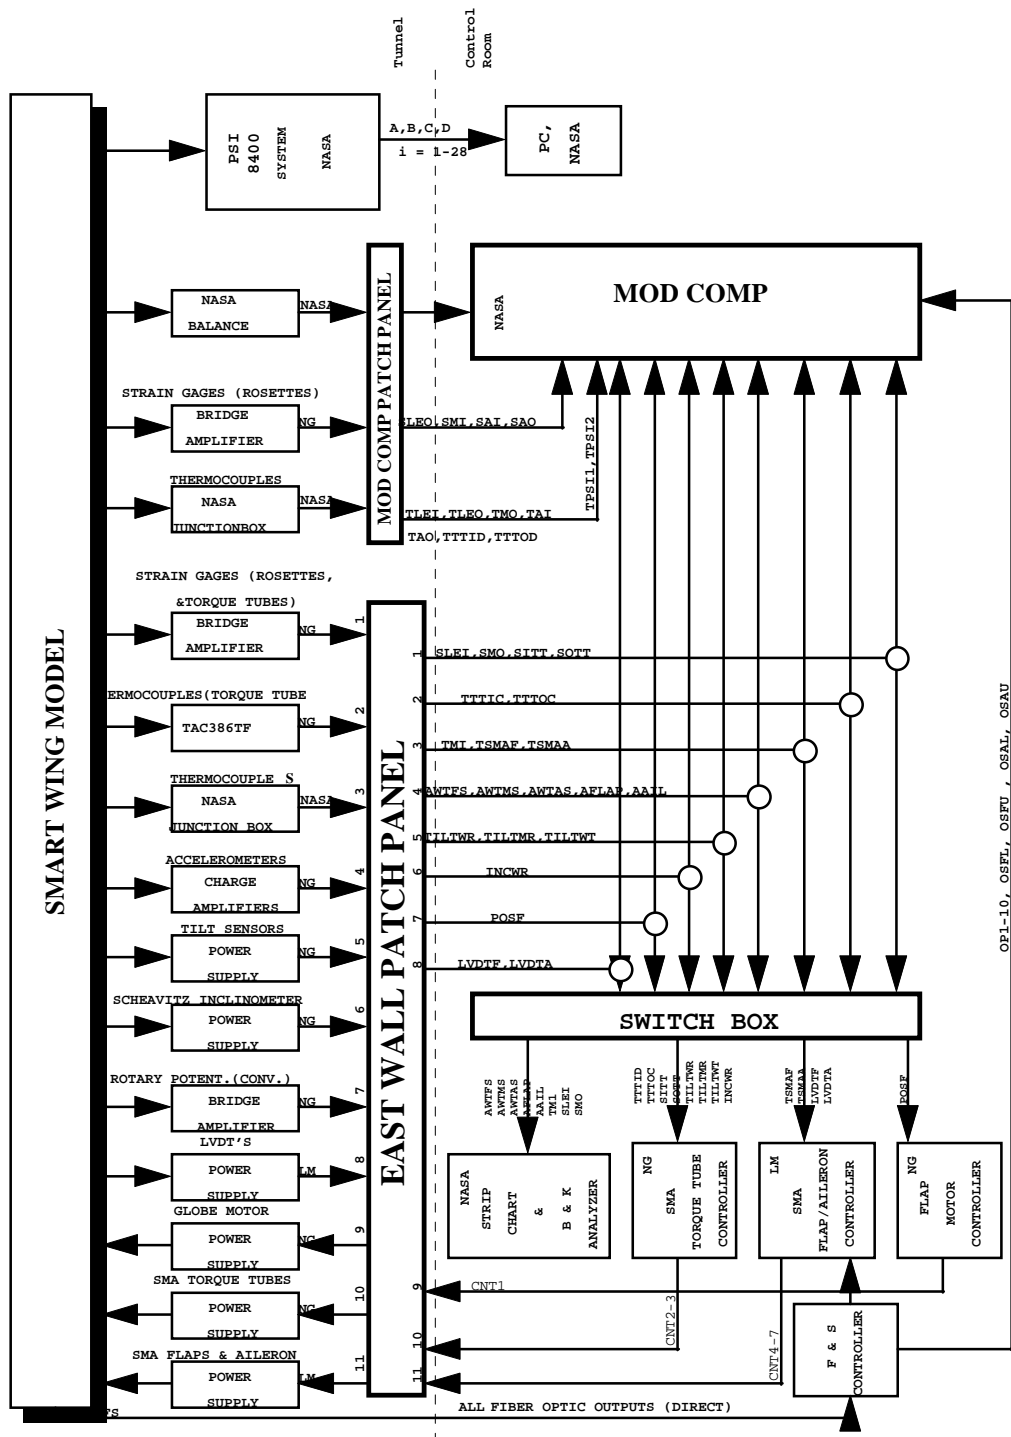 Tunnel
Control
Room
SMART WING MODEL
PSI
8400
SYSTEM
NASA
A,B,C,D
i = 1-28
PC,
NASA
NASA
BALANCE
NASA
MOD COMP PATCH PANEL
NASA
MOD COMP
STRAIN GAGES (ROSETTES)
BRIDGE
AMPLIFIER
NG
SLEO,SMI,SAI,SAO
TPSI1,TPSI2
THERMOCOUPLES
NASA
JUNCTIONBOX
NASA
TLEI,TLEO,TMO,TAI
TAO,TTTID,TTTOD
STRAIN GAGES (ROSETTES,
&TORQUE TUBES)
BRIDGE
AMPLIFIER
NG
1
EAST WALL PATCH PANEL
1
SLEI,SMO,SITT,SOTT
ERMOCOUPLES(TORQUE TUBE
TAC386TF
NG
2
2
TTTIC,TTTOC
3
TMI,TSMAF,TSMAA
THERMOCOUPLE S
NASA
JUNCTION BOX
NASA
3
4
AWTFS,AWTMS,AWTAS,AFLAP,AAIL
5
TILTWR,TILTMR,TILTWT
ACCELEROMETERS
CHARGE
AMPLIFIERS
NG
4
6
INCWR
7
POSF
TILT SENSORS
POWER
SUPPLY
NG
5
8
LVDTF,LVDTA
SCHEAVITZ INCLINOMETER
POWER
SUPPLY
NG
6
SWITCH BOX
OP1-10, OSFL, OSFU , OSAL, OSAU
ROTARY POTENT.(CONV.)
BRIDGE
AMPLIFIER
NG
7
AWTFS
AWTMS
AWTAS
AFLAP
AAIL
TM1
SLEI
SMO
TTTID
TTTOC
SITT
SOTT
TILTWR
TILTMR
TILTWT
INCWR
TSMAF
TSMAA
LVDTF
LVDTA
POSF
LVDT'S
POWER
SUPPLY
LM
8
NASA
STRIP
CHART
&
B & K
ANALYZER
NG
SMA
TORQUE TUBE
CONTROLLER
LM
SMA
FLAP/AILERON
CONTROLLER
NG
FLAP
MOTOR
CONTROLLER
GLOBE MOTOR
POWER
SUPPLY
NG
9
9
CNT1
SMA TORQUE TUBES
POWER
SUPPLY
NG
10
10
CNT2-3
F & S
CONTROLLER
SMA FLAPS & AILERON
POWER
SUPPLY
LM
11
11
CNT4-7
FS
ALL FIBER OPTIC OUTPUTS (DIRECT)